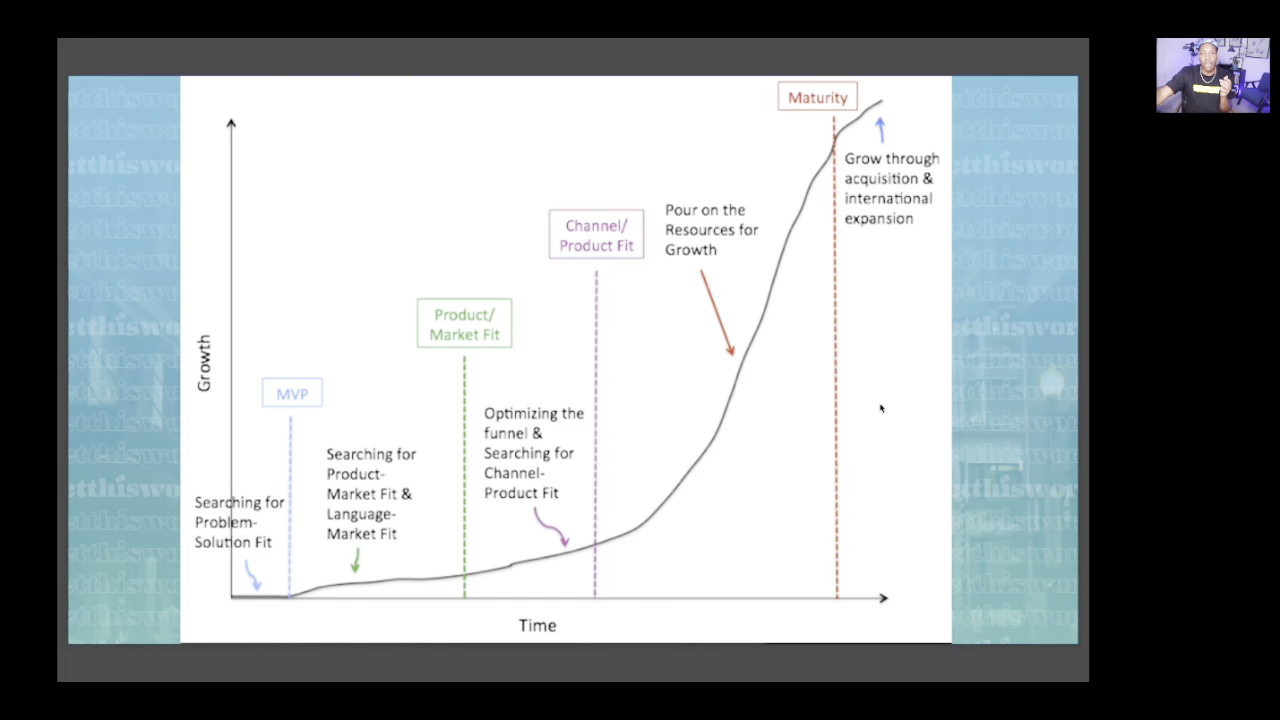 Maturity
Grow through
acquisition &
international
expansion
Pour on the
Resources for
Growth
Channel/
Product Fit
Product/
Market Fit
MVP
Growth
Optimizing the
funnel &
Searching for
Channel-
Product Fit
Searching for
Product-
Market Fit &
Language-
Market Fit
Searching for
Problem-
Solution Fit
Time